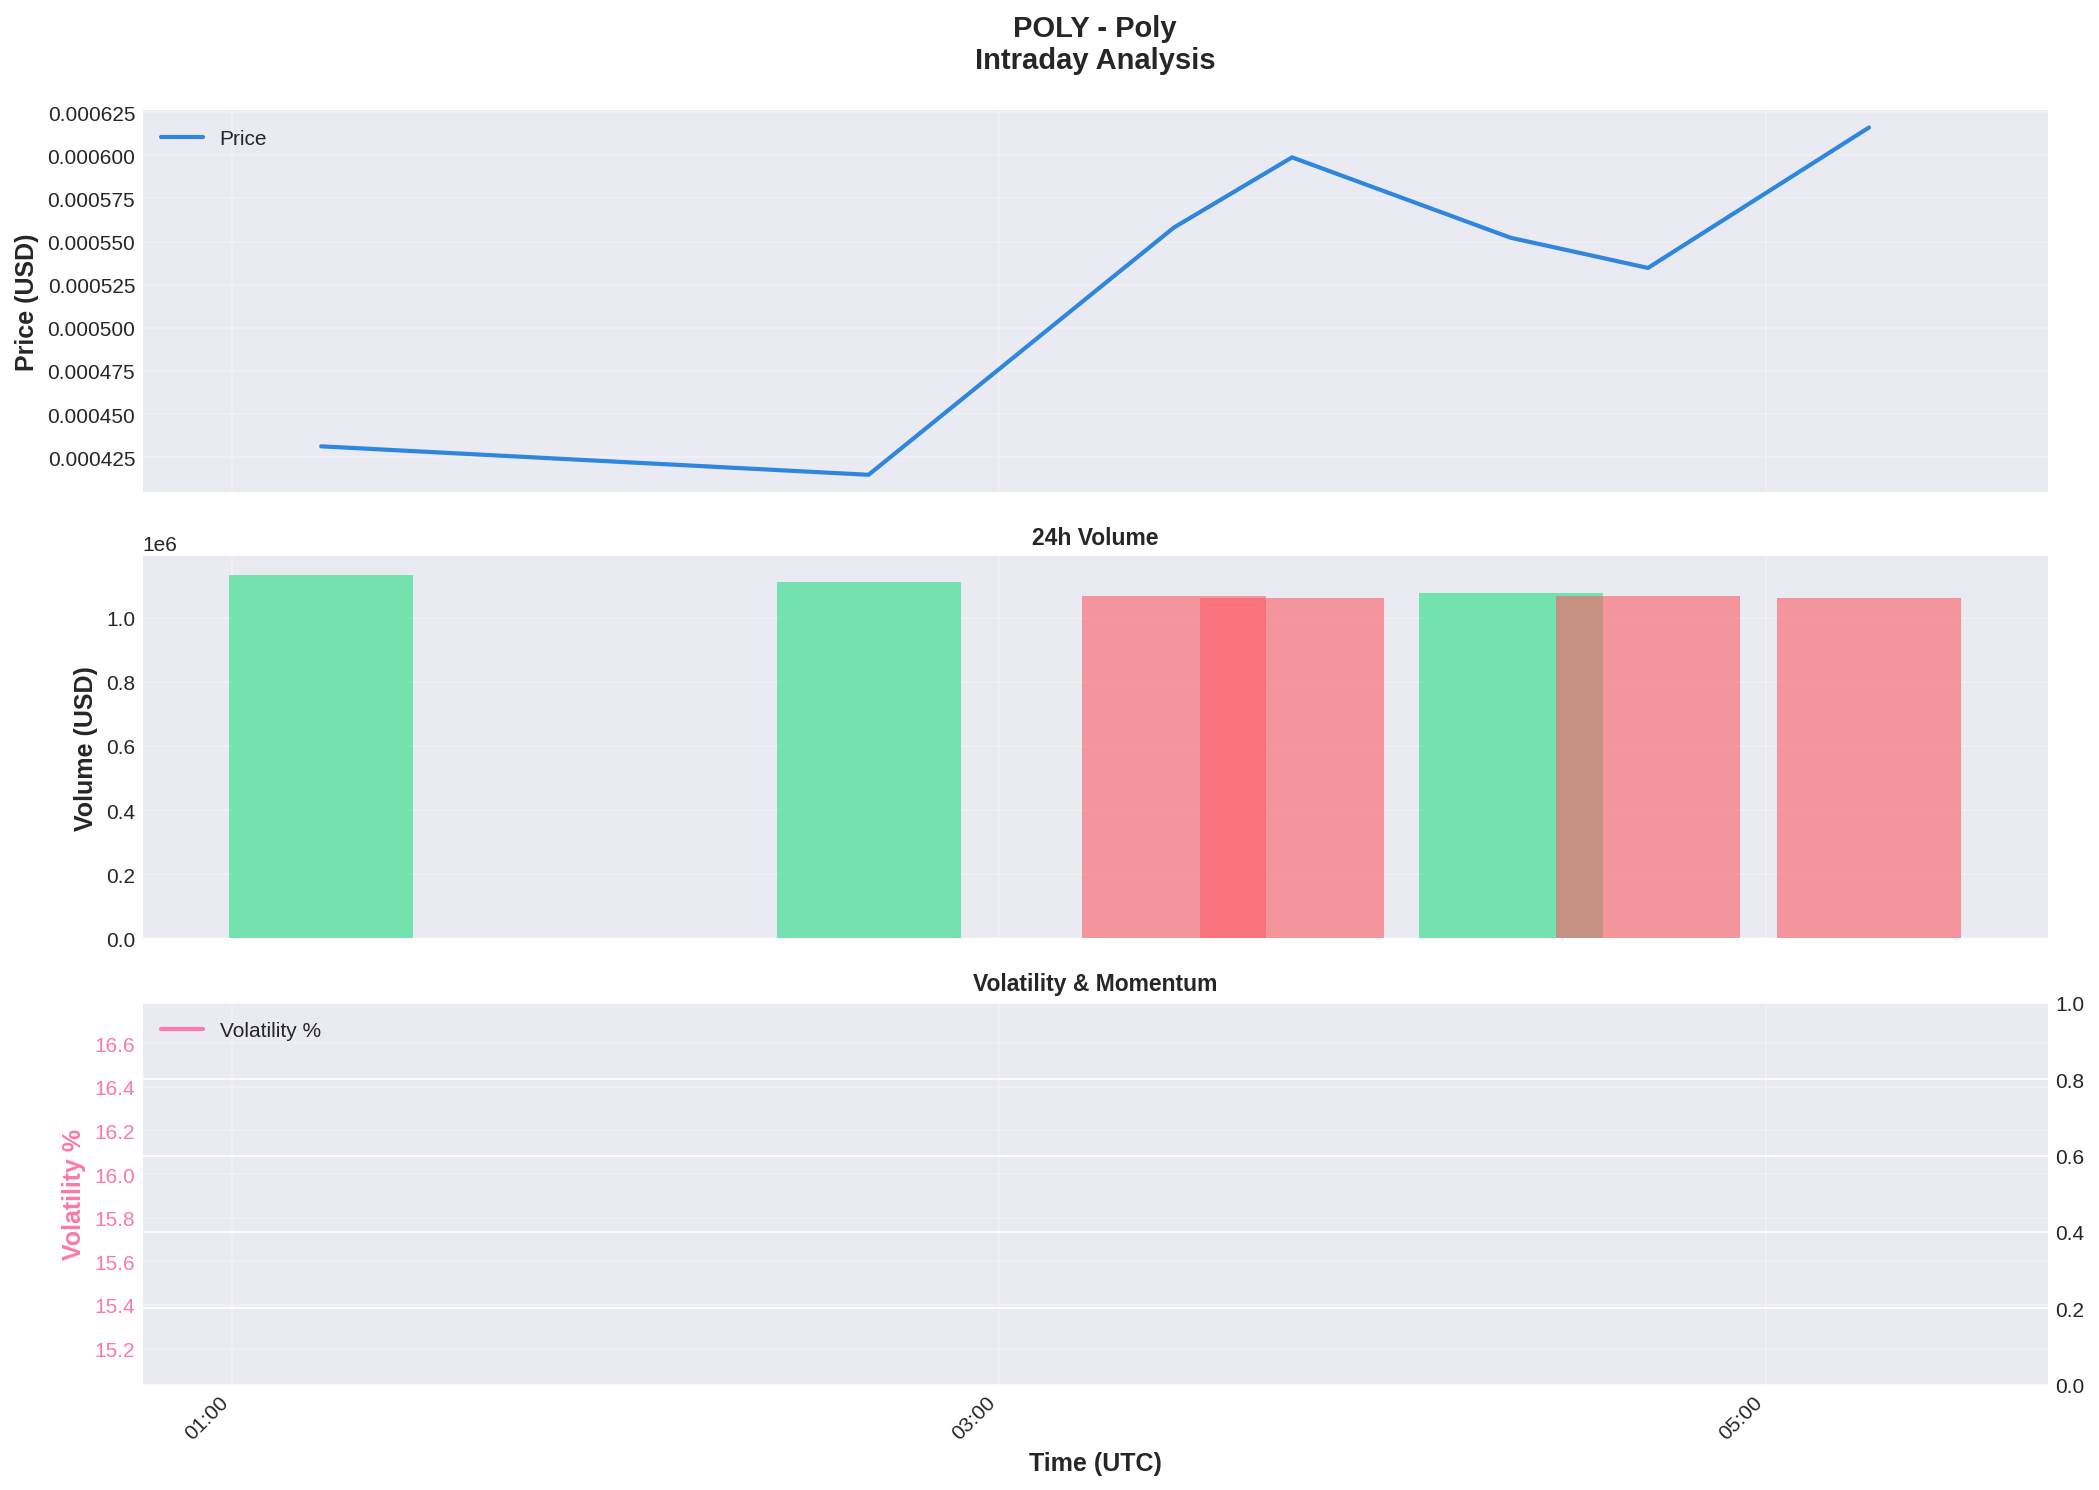 POLY - Poly
Intraday Analysis
0.000625
0.000600
0.000575
0.000550
0.000525
0.000500
0.000475
0.000450
0.000425
Price (USD)
Price
24h Volume
1e6
1.0
0.8
0.6
0.4
0.2
0.0
Volume (USD)
Volatility & Momentum
Volatility %
16.6
16.4
16.2
16.0
15.8
15.6
15.4
15.2
Volatility %
1.0
0.8
0.6
0.4
0.2
0.0
01:00
03:00
05:00
Time (UTC)